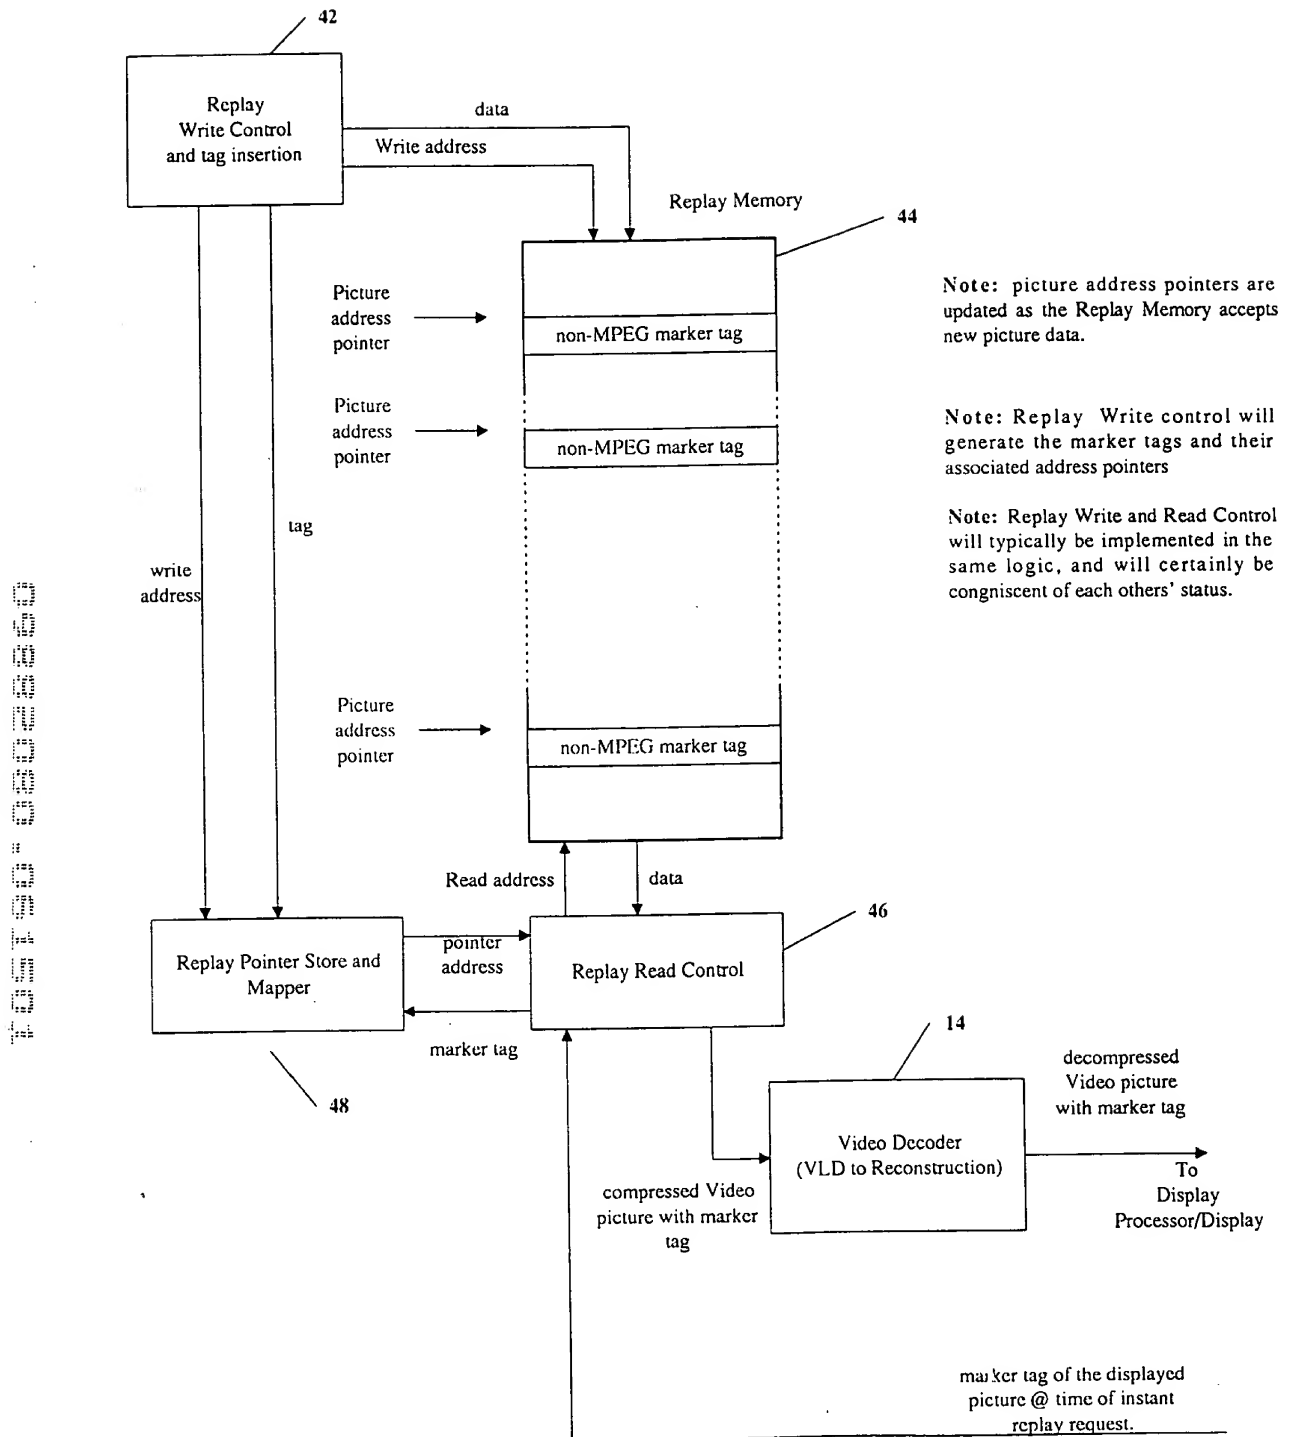 42
Replay
Write Control
and tag insertion
data
Write address
Replay Memory
44
Picture
address
pointer
non-MPEG marker tag
Note: picture address pointers are
updated as the Replay Memory accepts
new picture data.
Picture
address
pointer
non-MPEG marker tag
Note: Replay Write control will
generate the marker tags and their
associated address pointers
Note: Replay Write and Read Control
will typically be implemented in the
same logic, and will certainly be
congniscent of each others' status.
tag
write
address
Picture
address
pointer
non-MPEG marker tag
Read address
data
46
Replay Pointer Store and
Mapper
pointer
address
Replay Read Control
marker tag
48
14
decompressed
Video picture
with marker tag
Video Decoder
(VLD to Reconstruction)
To
Display
Processor/Display
compressed Video
picture with marker
tag
marker tag of the displayed
picture @ time of instant
replay request.